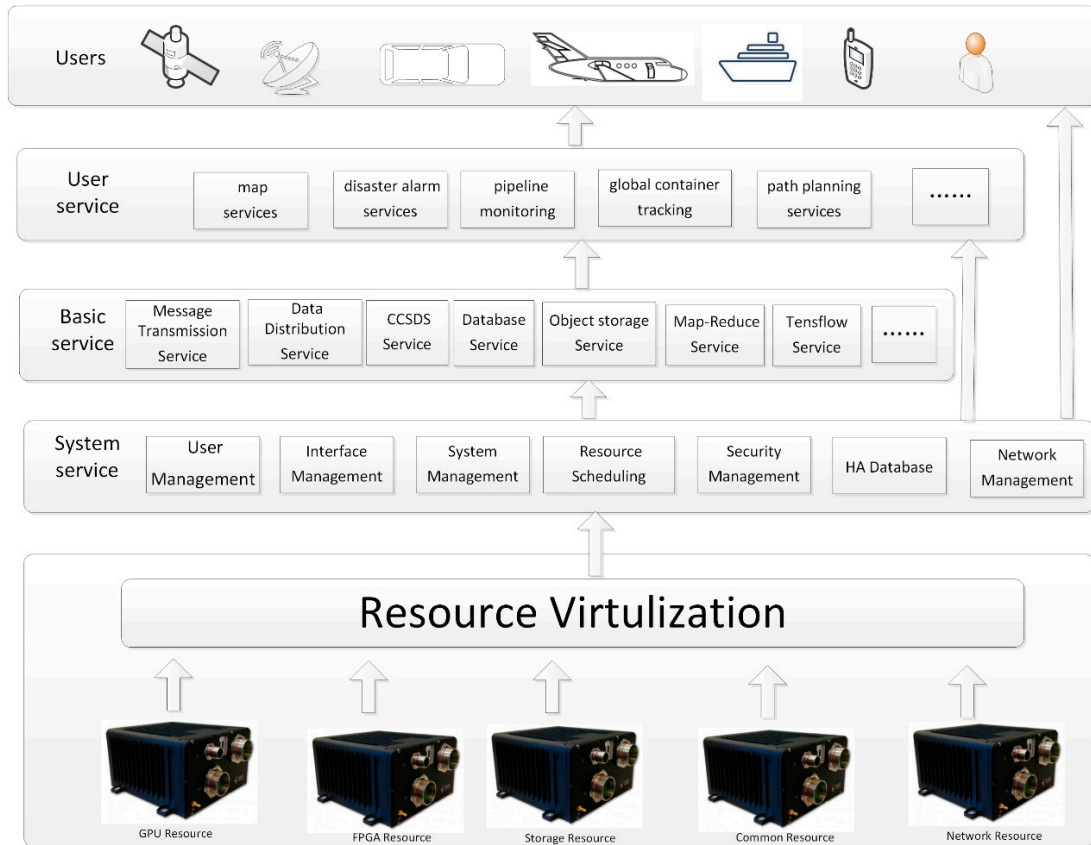 Users
User
service
map
services
disaster alarm
services
pipeline
monitoring
global container
tracking
path planning
services
......
Basic
service
Message
Transmission
Service
Data
Distribution
Service
CCSDS
Service
Database
Service
Object storage
Service
Map-Reduce
Service
Tensflow
Service
......
System
service
User
Management
Interface
Management
System
Management
Resource
Scheduling
Security
Management
HA Database
Network
Management
Resource Virtulization
GPU Resource
FPGA Resource
Storage Resource
Common Resource
Network Resource